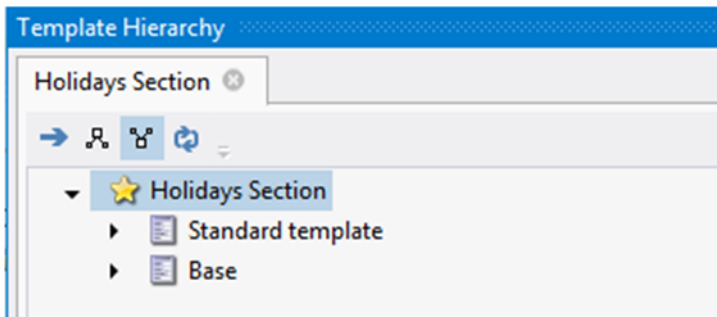 Template Hierarchy
Holidays Section
Holidays Section
Standard template
Base